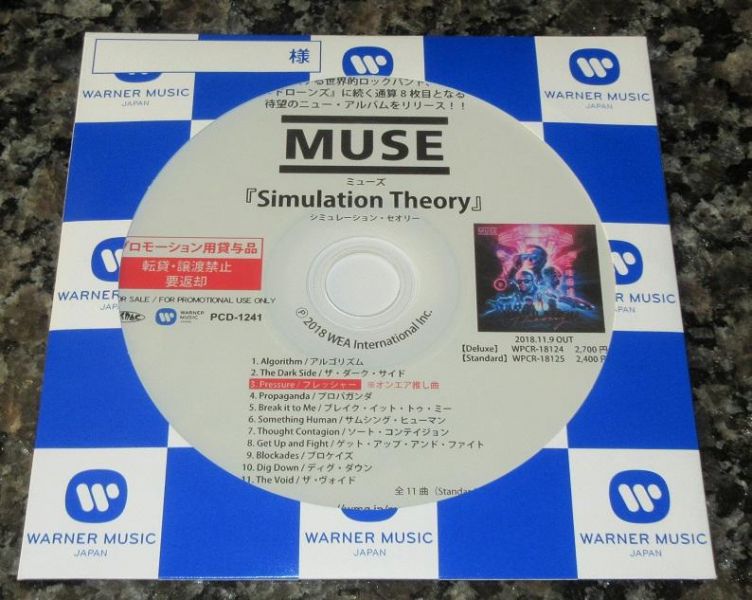 様
WARNER MUSIC
JAPAN
WARNER MUSIC
JAPAN
WARNER MUSIC
JAPAN
ける世界的ロックバンド、
ドローンズ』に続く通算8枚目となる
待望のニュー・アルバムをリリース！！
MUSE
ミューズ
『Simulation Theory』
シミュレーション・セオリー
プロモーション用貸与品
転貸・譲渡禁止
要返却
R SALE / FOR PROMOTIONAL USE ONLY
WARNER MUSIC
PCD-1241
Ⓟ 2018 WEA International Inc.
MUSE
2018.11.9 OUT
【Deluxe】 WPCR-18124 2,700円
【Standard】 WPCR-18125 2,400円
1. Algorithm / アルゴリズム
2. The Dark Side / ザ・ダーク・サイド
3. Pressure / プレッシャー ※オンエア推し曲
4. Propaganda / プロパガンダ
5. Break it to Me / ブレイク・イット・トゥ・ミー
6. Something Human / サムシング・ヒューマン
7. Thought Contagion / ソート・コンテイジョン
8. Get Up and Fight / ゲット・アップ・アンド・ファイト
9. Blockades / ブロケイズ
10. Dig Down / ディグ・ダウン
11. The Void / ザ・ヴォイド
全11曲（Standar
WARN
JA
WARNER MUSIC
JAPAN
WARNER MUSIC
JAPAN
WARNER MUSIC
JAPAN